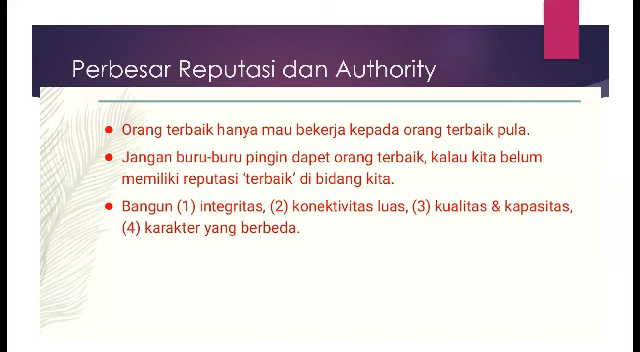 Perbesar Reputasi dan Authority
● Orang terbaik hanya mau bekerja kepada orang terbaik pula.
● Jangan buru-buru pingin dapet orang terbaik, kalau kita belum
memiliki reputasi ‘terbaik’ di bidang kita.
● Bangun (1) integritas, (2) konektivitas luas, (3) kualitas & kapasitas,
(4) karakter yang berbeda.